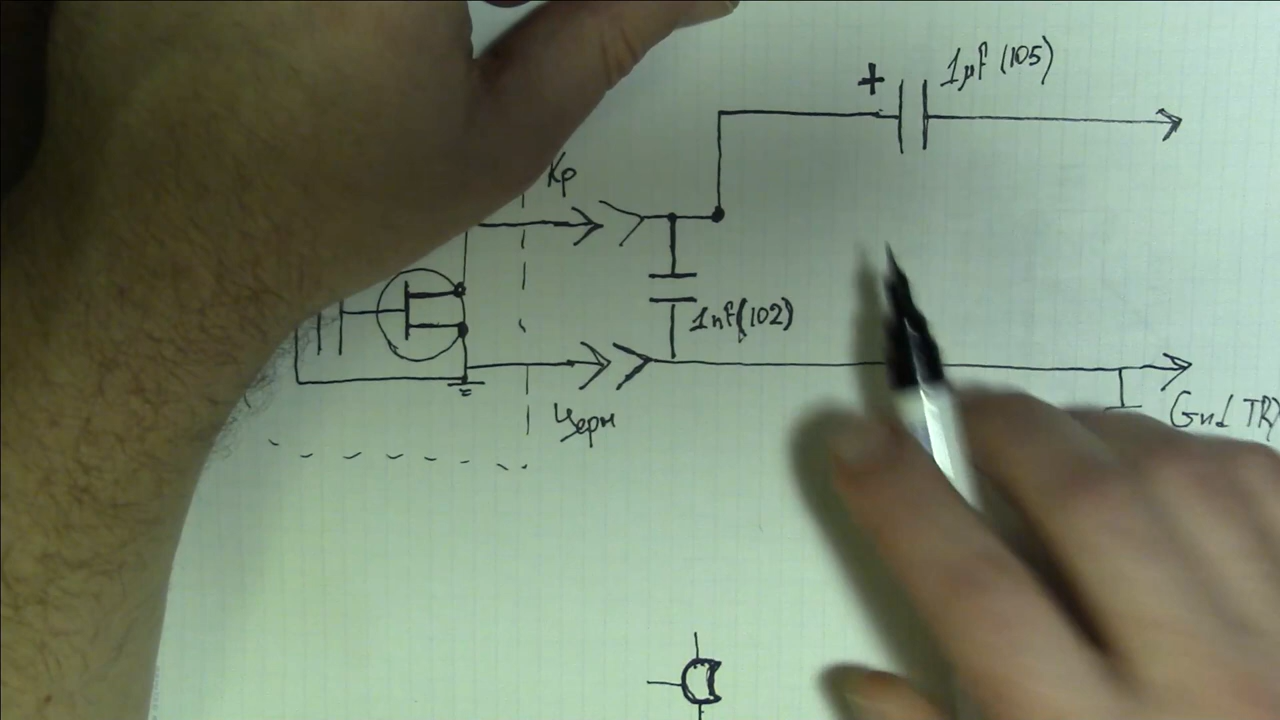 + 1µf (105)
Кр
1nf(102)
Черн
Gnd TR